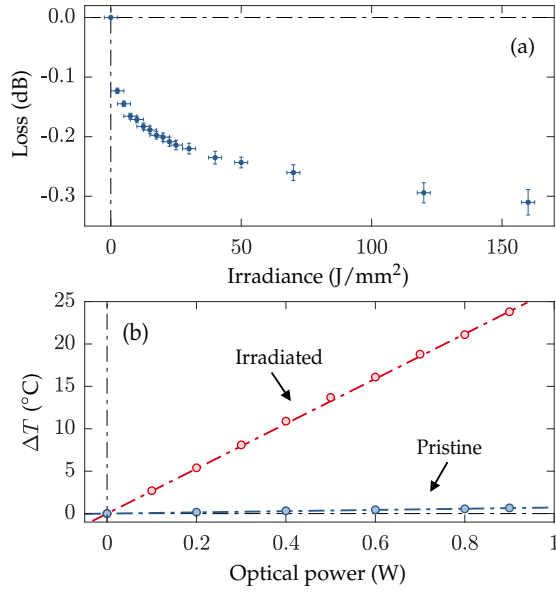 0.0
(a)
-0.1
-0.2
-0.3
Loss (dB)
0
50
100
150
Irradiance (J/mm²)
25
(b)
20
Irradiated
15
10
Pristine
5
0
ΔT (°C)
0
0.2
0.4
0.6
0.8
1
Optical power (W)